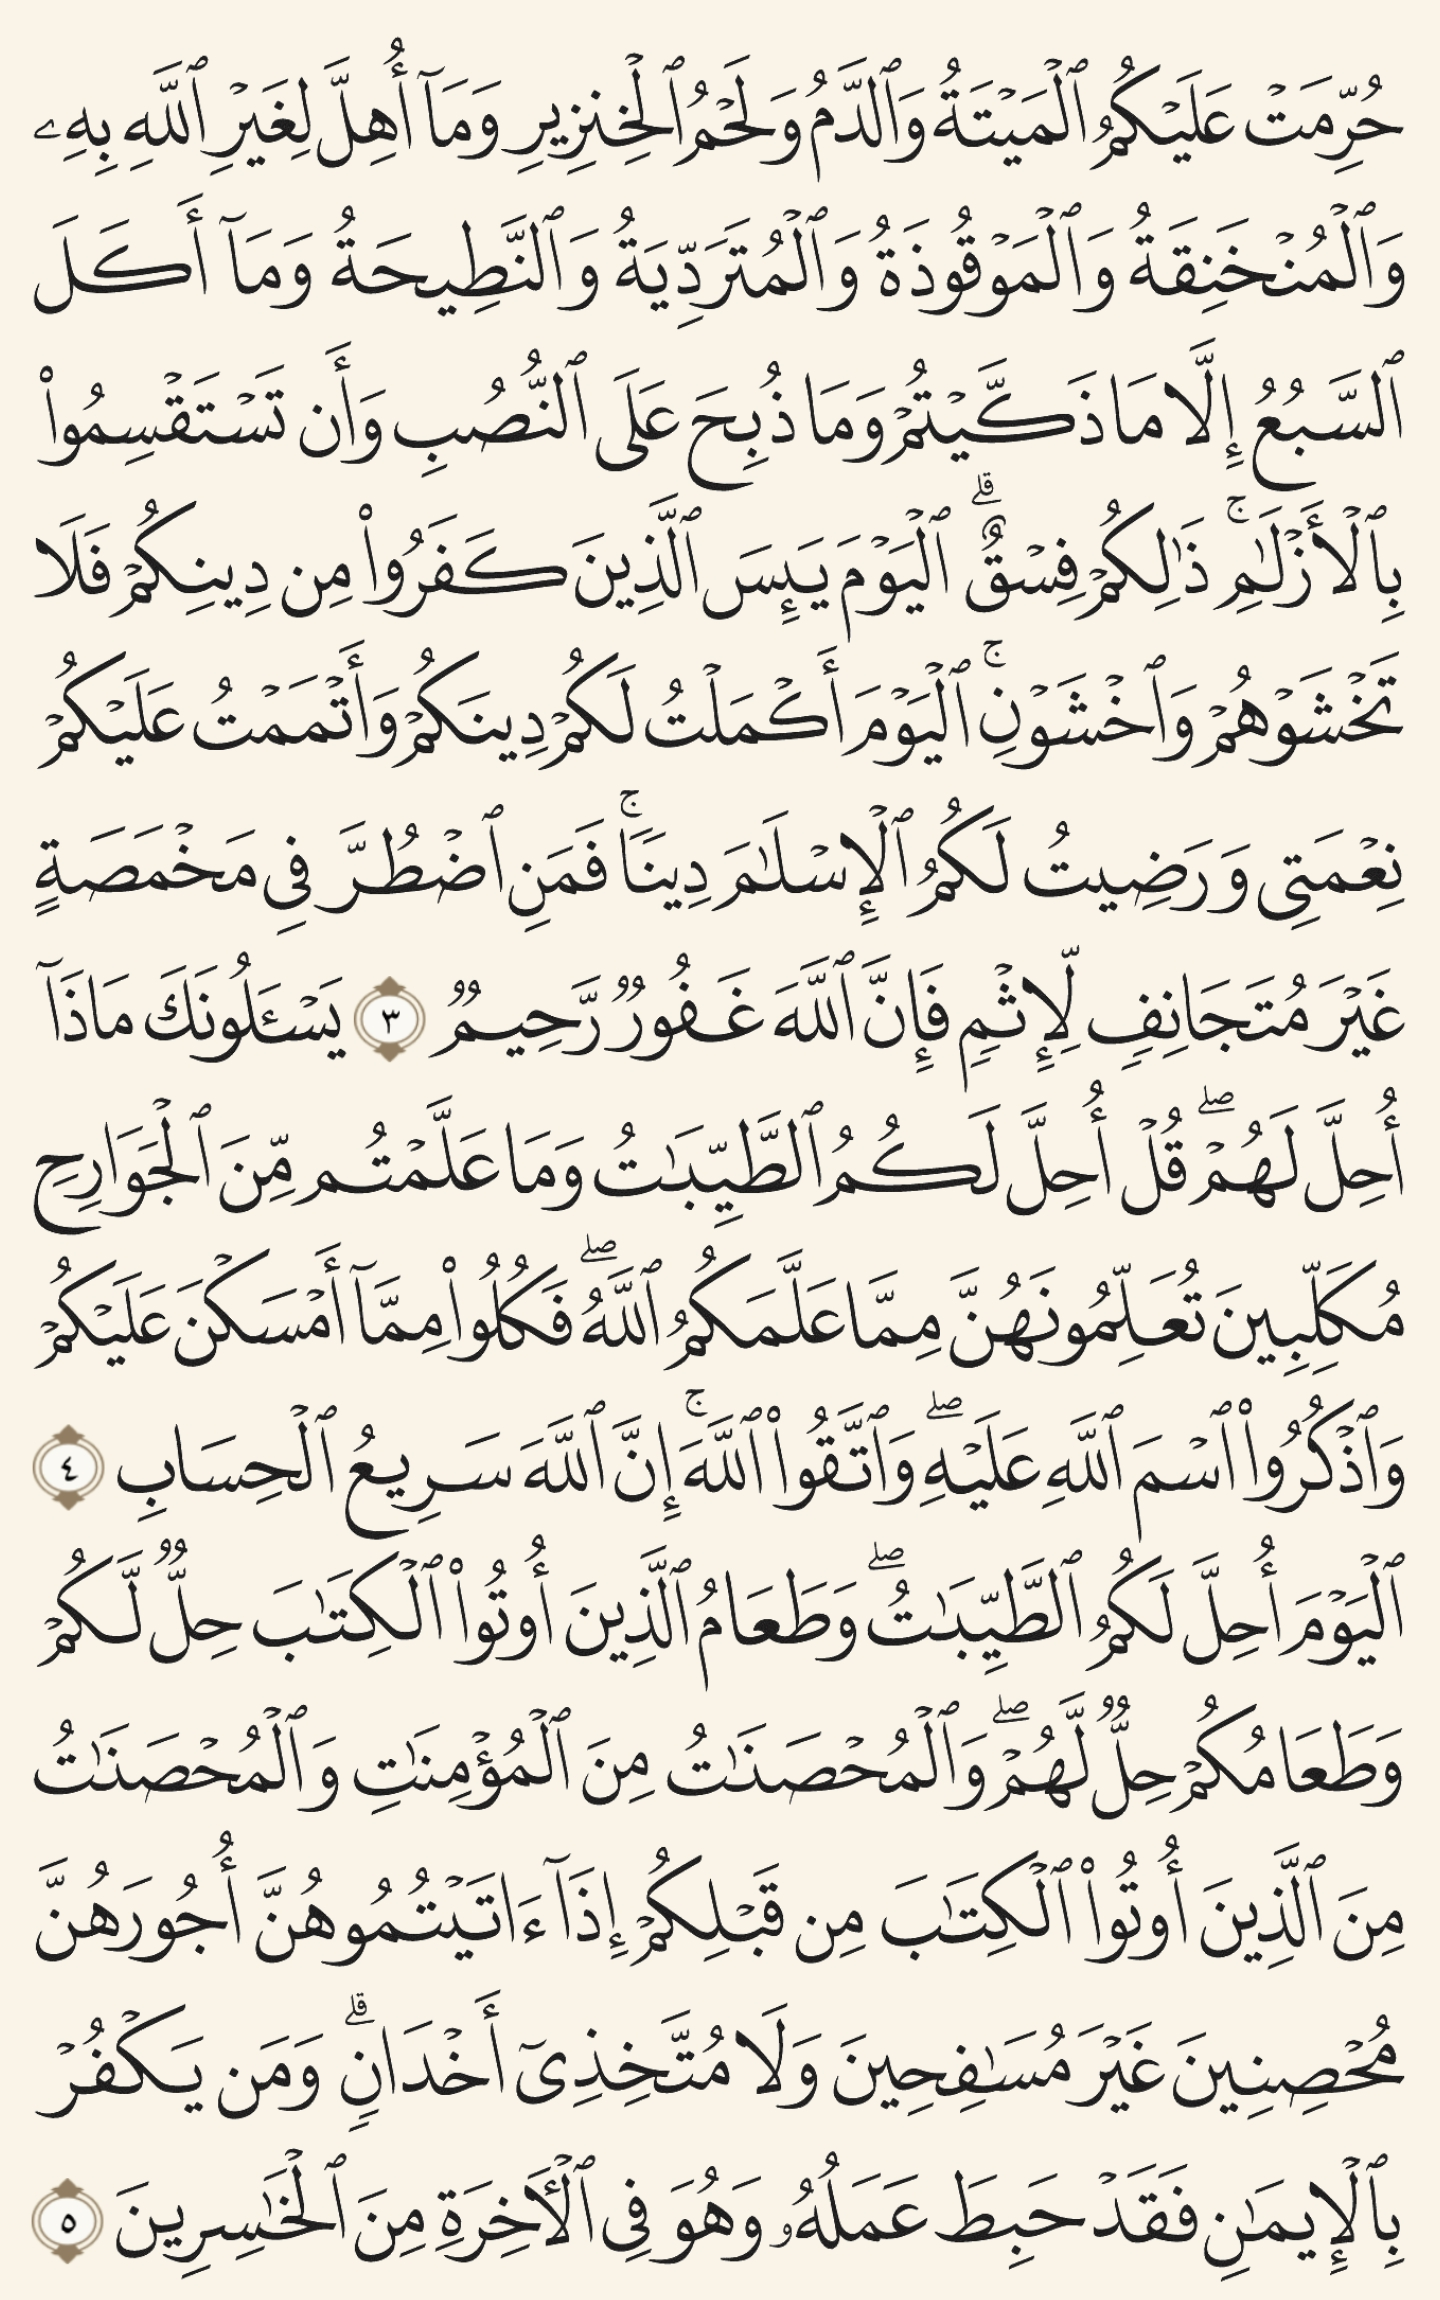 حُرِّمَتْ عَلَيْكُمُ ٱلْمَيْتَةُ وَٱلدَّمُ وَلَحْمُ ٱلْخِنزِيرِ وَمَآ أُهِلَّ لِغَيْرِ ٱللَّهِ بِهِۦ
وَٱلْمُنْخَنِقَةُ وَٱلْمَوْقُوذَةُ وَٱلْمُتَرَدِّيَةُ وَٱلنَّطِيحَةُ وَمَآ أَكَلَ
ٱلسَّبُعُ إِلَّا مَا ذَكَّيْتُمْ وَمَا ذُبِحَ عَلَى ٱلنُّصُبِ وَأَن تَسْتَقْسِمُوا۟
بِٱلْأَزْلَٰمِ ۚ ذَٰلِكُمْ فِسْقٌ ۗ ٱلْيَوْمَ يَئِسَ ٱلَّذِينَ كَفَرُوا۟ مِن دِينِكُمْ فَلَا
تَخْشَوْهُمْ وَٱخْشَوْنِ ۚ ٱلْيَوْمَ أَكْمَلْتُ لَكُمْ دِينَكُمْ وَأَتْمَمْتُ عَلَيْكُمْ
نِعْمَتِى وَرَضِيتُ لَكُمُ ٱلْإِسْلَٰمَ دِينًا ۚ فَمَنِ ٱضْطُرَّ فِى مَخْمَصَةٍ
غَيْرَ مُتَجَانِفٍ لِّإِثْمٍ فَإِنَّ ٱللَّهَ غَفُورٌ رَّحِيمٌ ٣ يَسْـَٔلُونَكَ مَاذَآ
أُحِلَّ لَهُمْ ۖ قُلْ أُحِلَّ لَكُمُ ٱلطَّيِّبَٰتُ وَمَا عَلَّمْتُم مِّنَ ٱلْجَوَارِحِ
مُكَلِّبِينَ تُعَلِّمُونَهُنَّ مِمَّا عَلَّمَكُمُ ٱللَّهُ ۖ فَكُلُوا۟ مِمَّآ أَمْسَكْنَ عَلَيْكُمْ
وَٱذْكُرُوا۟ ٱسْمَ ٱللَّهِ عَلَيْهِ ۖ وَٱتَّقُوا۟ ٱللَّهَ ۚ إِنَّ ٱللَّهَ سَرِيعُ ٱلْحِسَابِ ٤
ٱلْيَوْمَ أُحِلَّ لَكُمُ ٱلطَّيِّبَٰتُ ۖ وَطَعَامُ ٱلَّذِينَ أُوتُوا۟ ٱلْكِتَٰبَ حِلٌّ لَّكُمْ
وَطَعَامُكُمْ حِلٌّ لَّهُمْ ۖ وَٱلْمُحْصَنَٰتُ مِنَ ٱلْمُؤْمِنَٰتِ وَٱلْمُحْصَنَٰتُ
مِنَ ٱلَّذِينَ أُوتُوا۟ ٱلْكِتَٰبَ مِن قَبْلِكُمْ إِذَآ ءَاتَيْتُمُوهُنَّ أُجُورَهُنَّ
مُحْصِنِينَ غَيْرَ مُسَٰفِحِينَ وَلَا مُتَّخِذِىٓ أَخْدَانٍ ۗ وَمَن يَكْفُرْ
بِٱلْإِيمَٰنِ فَقَدْ حَبِطَ عَمَلُهُۥ وَهُوَ فِى ٱلْـَٔاخِرَةِ مِنَ ٱلْخَٰسِرِينَ ٥